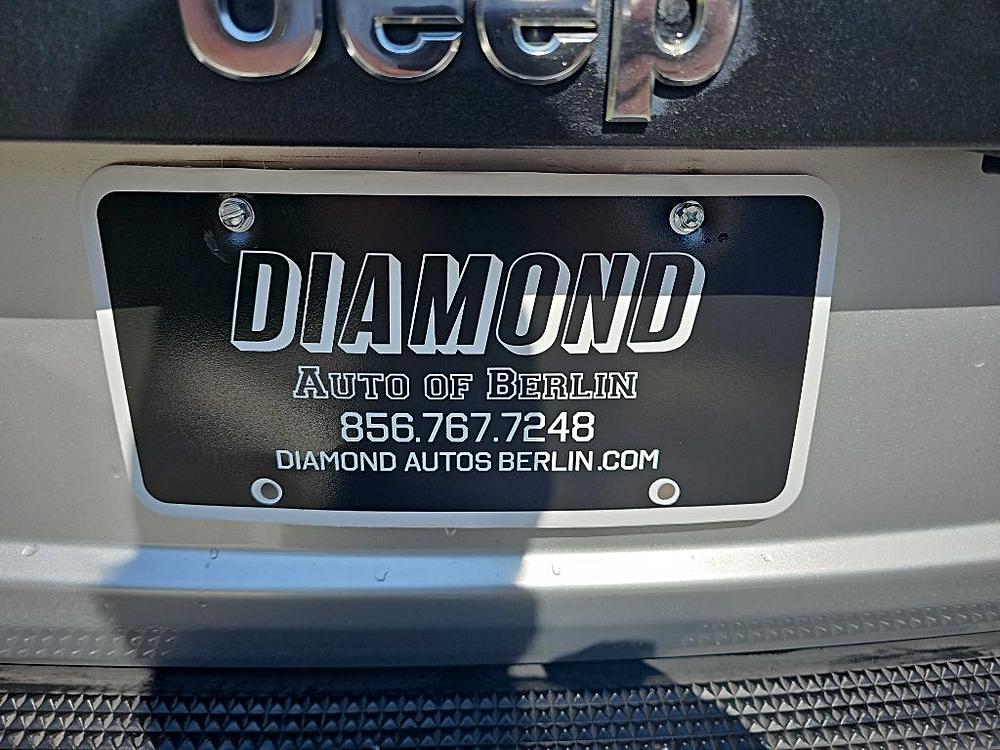 Jeep
DIAMOND
AUTO OF BERLIN
856.767.7248
DIAMOND AUTOS BERLIN.COM